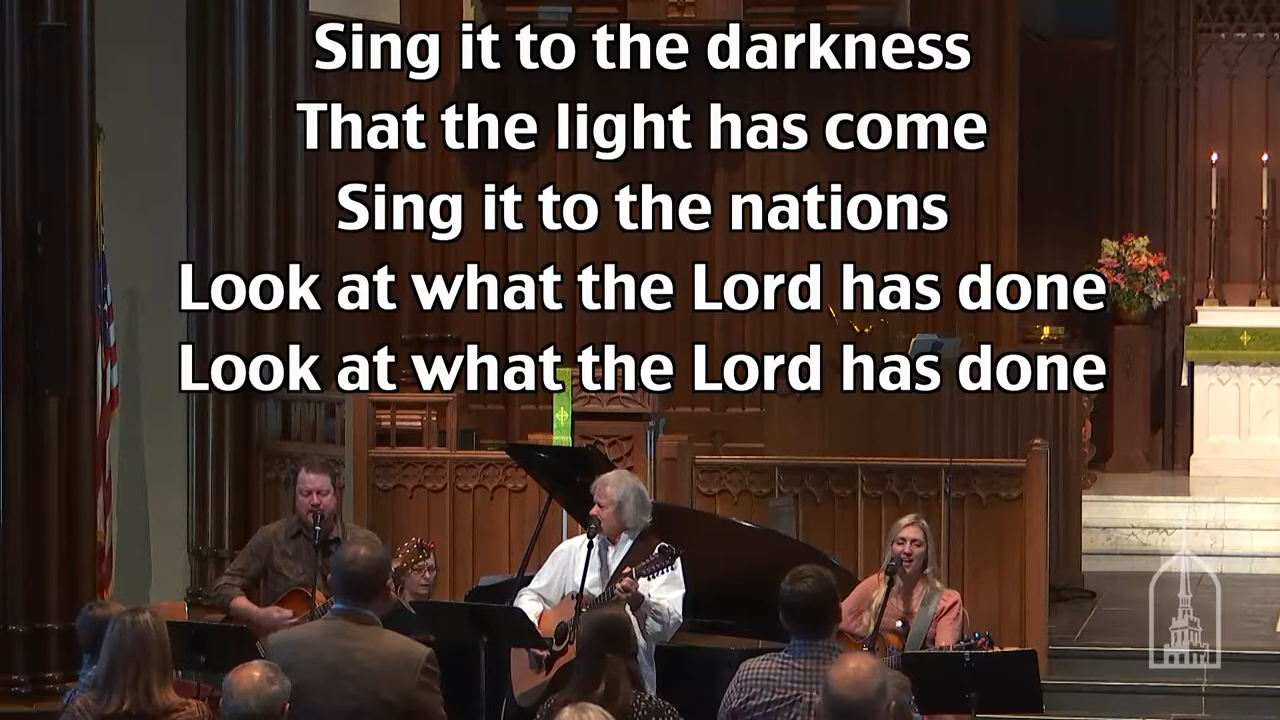 Sing it to the darkness
That the light has come
Sing it to the nations
Look at what the Lord has done
Look at what the Lord has done